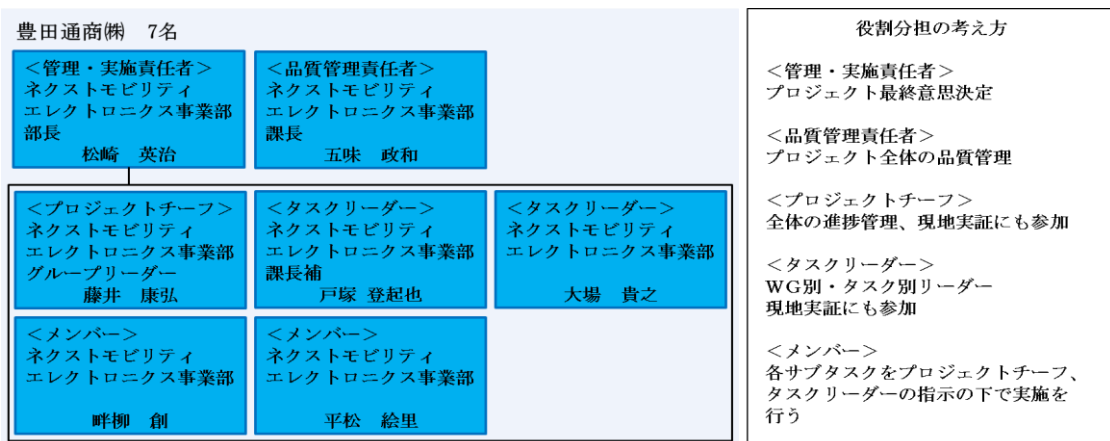 豊田通商㈱ 7名
＜管理・実施責任者＞
ネクストモビリティ
エレクトロニクス事業部
部長
松崎 英治
＜品質管理責任者＞
ネクストモビリティ
エレクトロニクス事業部
課長
五味 政和
＜プロジェクトチーフ＞
ネクストモビリティ
エレクトロニクス事業部
グループリーダー
藤井 康弘
＜タスクリーダー＞
ネクストモビリティ
エレクトロニクス事業部
課長補
戸塚 登起也
＜タスクリーダー＞
ネクストモビリティ
エレクトロニクス事業部
大場 貴之
＜メンバー＞
ネクストモビリティ
エレクトロニクス事業部
畔柳 創
＜メンバー＞
ネクストモビリティ
エレクトロニクス事業部
平松 絵里
役割分担の考え方
＜管理・実施責任者＞
プロジェクト最終意思決定
＜品質管理責任者＞
プロジェクト全体の品質管理
＜プロジェクトチーフ＞
全体の進捗管理、現地実証にも参加
＜タスクリーダー＞
WG別・タスク別リーダー
現地実証にも参加
＜メンバー＞
各サブタスクをプロジェクトチーフ、
タスクリーダーの指示の下で実施を
行う